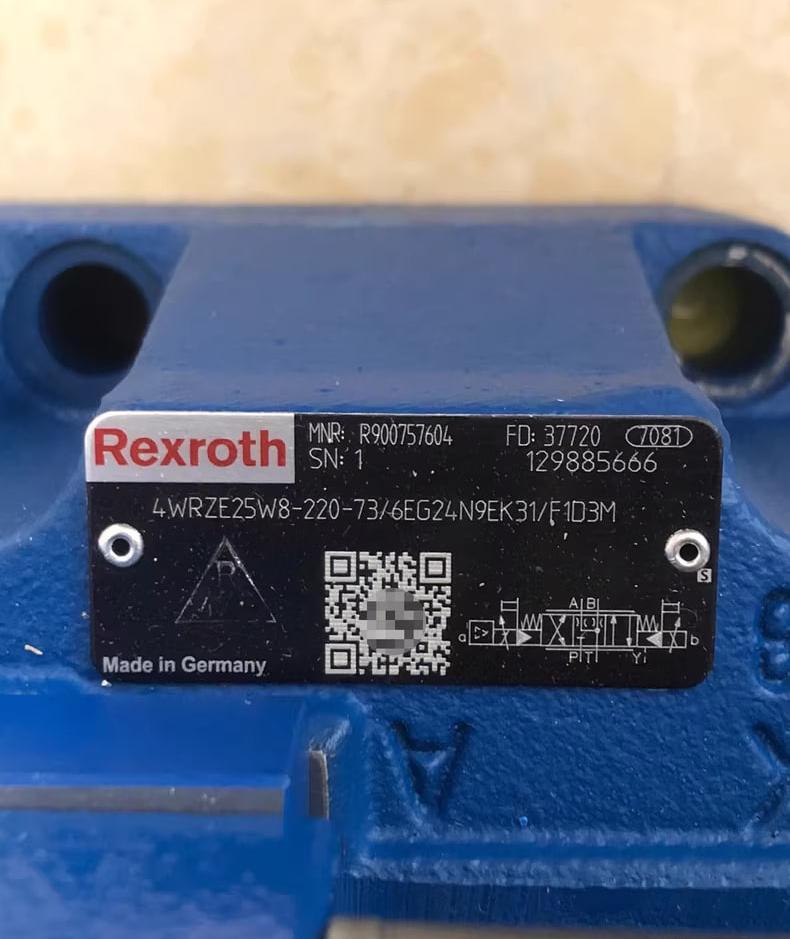 Rexroth
MNR: R900757604 FD: 37720 7081
SN: 1 129885666
4WRZE25W8-220-73/6EG24N9EK31/F1D3M
S
A B
a b
P T Y
Made in Germany
A